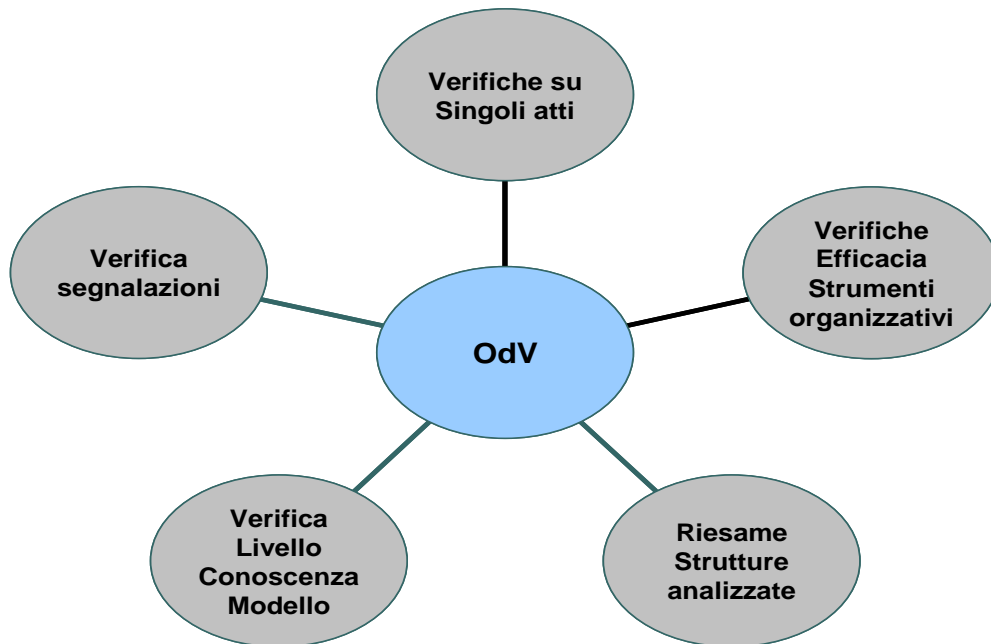 Verifiche su
Singoli atti
Verifica
segnalazioni
Verifiche
Efficacia
Strumenti
organizzativi
OdV
Verifica
Livello
Conoscenza
Modello
Riesame
Strutture
analizzate